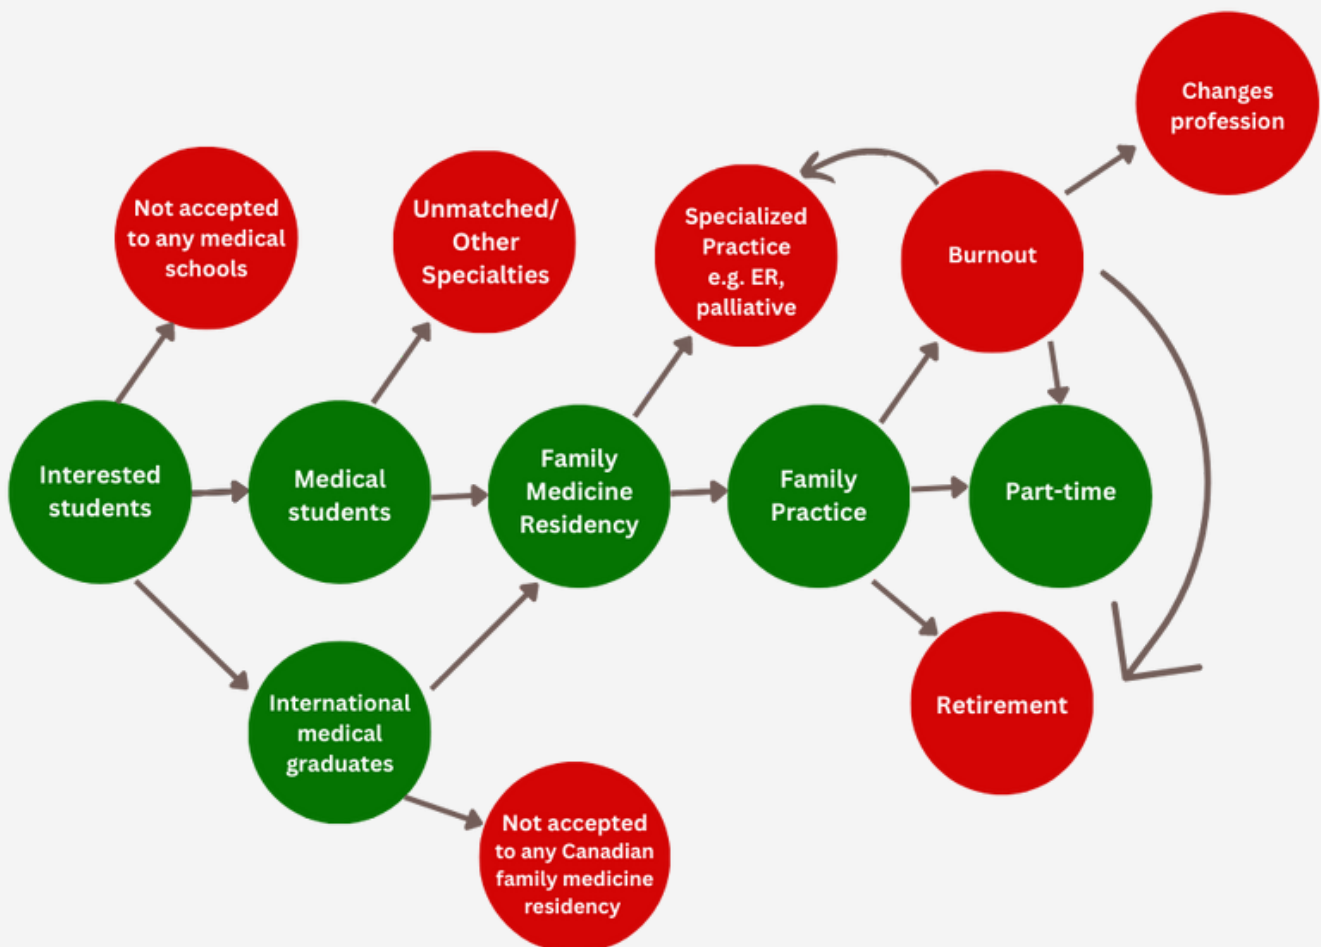 Changes
profession
Not accepted
to any medical
schools
Unmatched/
Other
Specialties
Specialized
Practice
e.g. ER,
palliative
Burnout
Interested
students
Medical
students
Family
Medicine
Residency
Family
Practice
Part-time
International
medical
graduates
Retirement
Not accepted
to any Canadian
family medicine
residency